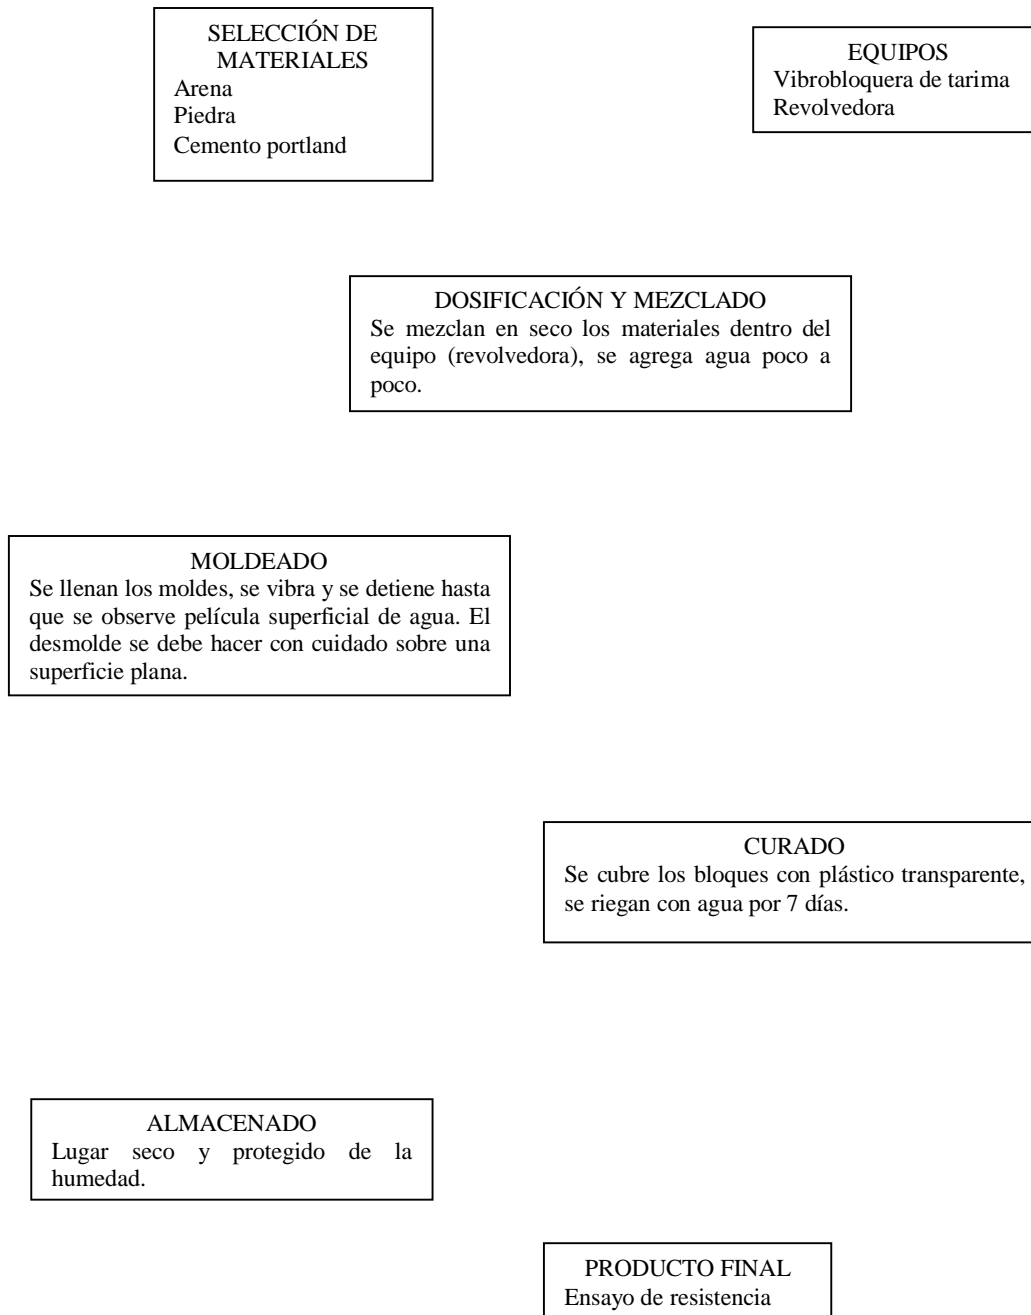 SELECCIÓN DE
MATERIALES
Arena
Piedra
Cemento portland
EQUIPOS
Vibrobloquera de tarima
Revolvedora
DOSIFICACIÓN Y MEZCLADO
Se mezclan en seco los materiales dentro del
equipo (revolvedora), se agrega agua poco a
poco.
MOLDEADO
Se llenan los moldes, se vibra y se detiene hasta
que se observe película superficial de agua. El
desmolde se debe hacer con cuidado sobre una
superficie plana.
CURADO
Se cubre los bloques con plástico transparente,
se riegan con agua por 7 días.
ALMACENADO
Lugar seco y protegido de la
humedad.
PRODUCTO FINAL
Ensayo de resistencia